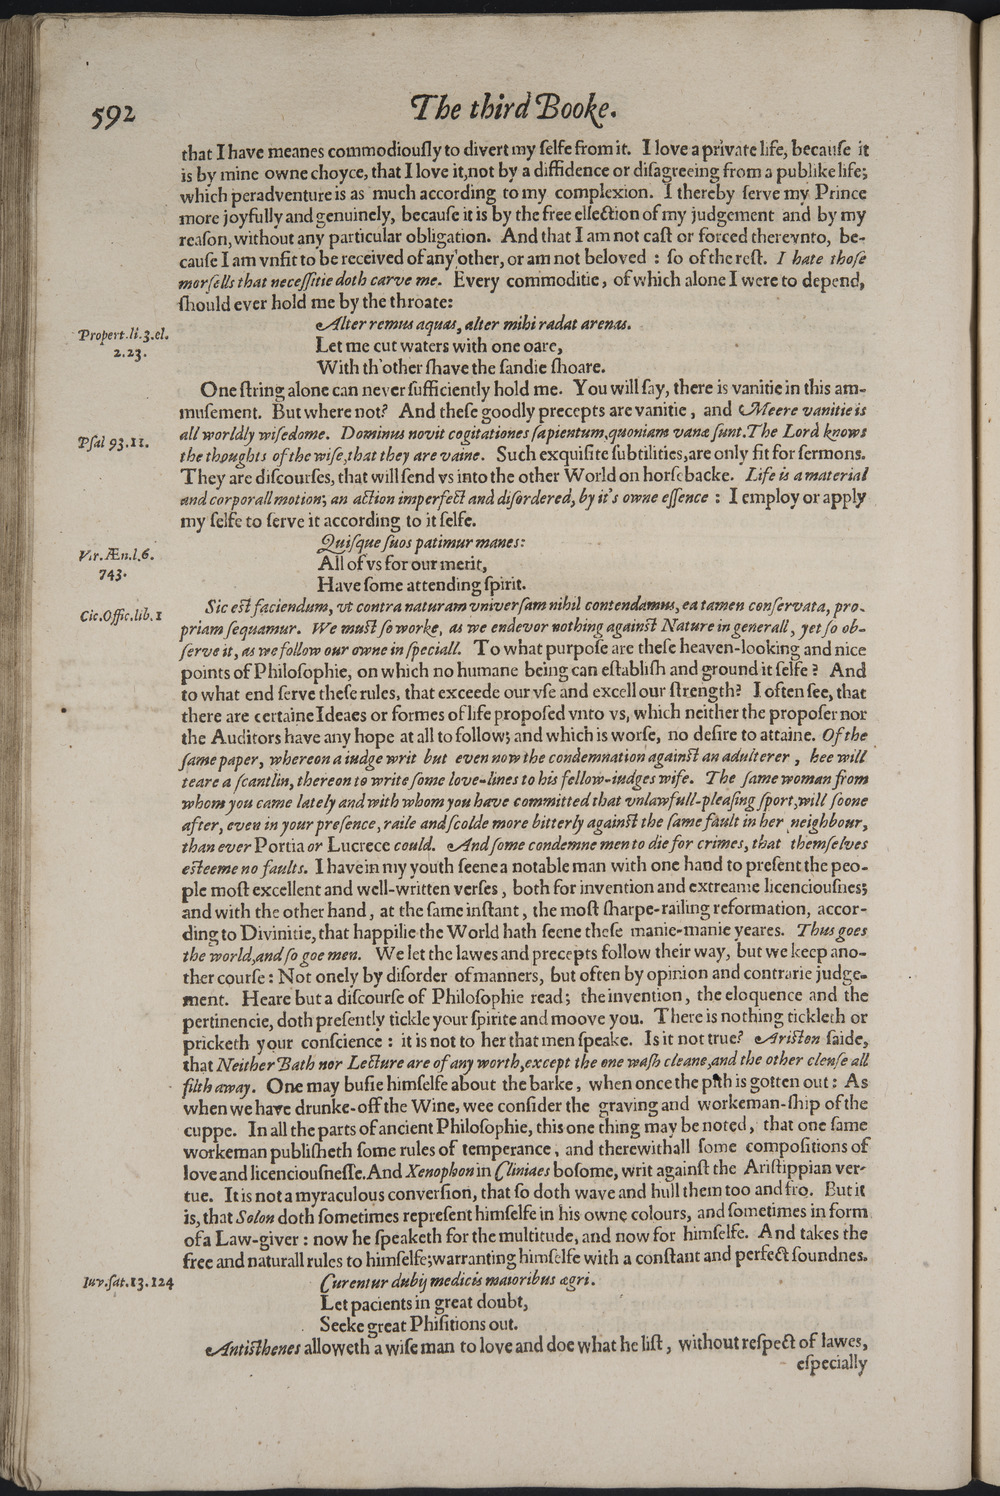 592
The third Booke.
that I have meanes commodiouſly to divert my ſelfe from it. I love a private life, becauſe it
is by mine owne choyce, that I love it,not by a diffidence or diſagreeing from a publike life;
which peradventure is as much according to my complexion. I thereby ſerve my Prince
more joyfully and genuinely, becauſe it is by the free ellection of my judgement and by my
reaſon, without any particular obligation. And that I am not caſt or forced therevnto, be-
cauſe I am vnfit to be received of any other, or am not beloved : ſo of the reſt. I hate thoſe
morſells that neceſſitie doth carve me. Every commoditie, of which alone I were to depend,
ſhould ever hold me by the throate:
Alter remus aquas, alter mihi radat arenas.
Propert.li.3.el.
2.23.
Let me cut waters with one oare,
With th'other ſhave the ſandie ſhoare.
One ſtring alone can never ſufficiently hold me. You will ſay, there is vanitie in this am-
muſement. But where not? And theſe goodly precepts are vanitie, and Meere vanitie is
all worldly wiſedome. Dominus novit cogitationes ſapientum,quoniam vanæ ſunt.The Lord knows
Pſal 93.11.
the thoughts of the wiſe,that they are vaine. Such exquiſite ſubtilities,are only fit for ſermons.
They are diſcourſes, that will ſend vs into the other World on horſebacke. Life is a material
and corporall motion; an action imperfect and diſordered, by it's owne eſſence : I employ or apply
my ſelfe to ſerve it according to it ſelfe.
Quiſque ſuos patimur manes:
Vir.Æn.l.6.
743.
All of vs for our merit,
Have ſome attending ſpirit.
Cic.Offic.lib.1
Sic eſt faciendum, vt contra naturam vniverſam nihil contendamus, ea tamen conſervata, pro-
priam ſequamur. We muſt ſo worke, as we endevor nothing againſt Nature in generall, yet ſo ob-
ſerve it, as we follow our owne in ſpeciall. To what purpoſe are theſe heaven-looking and nice
points of Philoſophie, on which no humane being can eſtabliſh and ground it ſelfe ? And
to what end ſerve theſe rules, that exceede our vſe and excell our ſtrength? I often ſee, that
there are certaine Ideaes or formes of life propoſed vnto vs, which neither the propoſer nor
the Auditors have any hope at all to follow; and which is worſe, no deſire to attaine. Of the
ſame paper, whereon a iudge writ but even now the condemnation againſt an adulterer , hee will
teare a ſcantlin, thereon to write ſome love-lines to his fellow-iudges wife. The ſame woman from
whom you came lately and with whom you have committed that vnlawfull-pleaſing ſport,will ſoone
after, even in your preſence, raile and ſcolde more bitterly againſt the ſame fault in her neighbour,
than ever Portia or Lucrece could. And ſome condemne men to die for crimes, that themſelves
eſteeme no faults. I have in my youth ſeene a notable man with one hand to preſent the peo-
ple moſt excellent and well-written verſes, both for invention and extreame licenciouſnes;
and with the other hand, at the ſame inſtant, the moſt ſharpe-railing reformation, accor-
ding to Divinitie, that happilie the World hath ſeene theſe manie-manie yeares. Thus goes
the world,and ſo goe men. We let the lawes and precepts follow their way, but we keep ano-
ther courſe: Not onely by diſorder of manners, but often by opinion and contrarie judge-
ment. Heare but a diſcourſe of Philoſophie read; the invention, the eloquence and the
pertinencie, doth preſently tickle your ſpirite and moove you. There is nothing tickleth or
pricketh your conſcience : it is not to her that men ſpeake. Is it not true? Ariſton ſaide,
that Neither Bath nor Lecture are of any worth,except the one waſh cleane,and the other clenſe all
filth away. One may buſie himſelfe about the barke, when once the pith is gotten out: As
when we have drunke-off the Wine, wee conſider the graving and workeman-ſhip of the
cuppe. In all the parts of ancient Philoſophie, this one thing may be noted, that one ſame
workeman publiſheth ſome rules of temperance, and therewithall ſome compoſitions of
love and licenciouſneſſe.And Xenophon in Cliniaes boſome, writ againſt the Ariſtippian ver-
tue. It is not a myraculous converſion, that ſo doth wave and hull them too and fro. But it
is, that Solon doth ſometimes repreſent himſelfe in his owne colours, and ſometimes in form
of a Law-giver : now he ſpeaketh for the multitude, and now for himſelfe. And takes the
free and naturall rules to himſelfe;warranting himſelfe with a conſtant and perfect ſoundnes.
Iuv.ſat.13.124
Curentur dubij medicis maioribus ægri.
Let pacients in great doubt,
Seeke great Phiſitions out.
Antiſthenes alloweth a wiſe man to love and doe what he liſt, without reſpect of lawes,
eſpecially